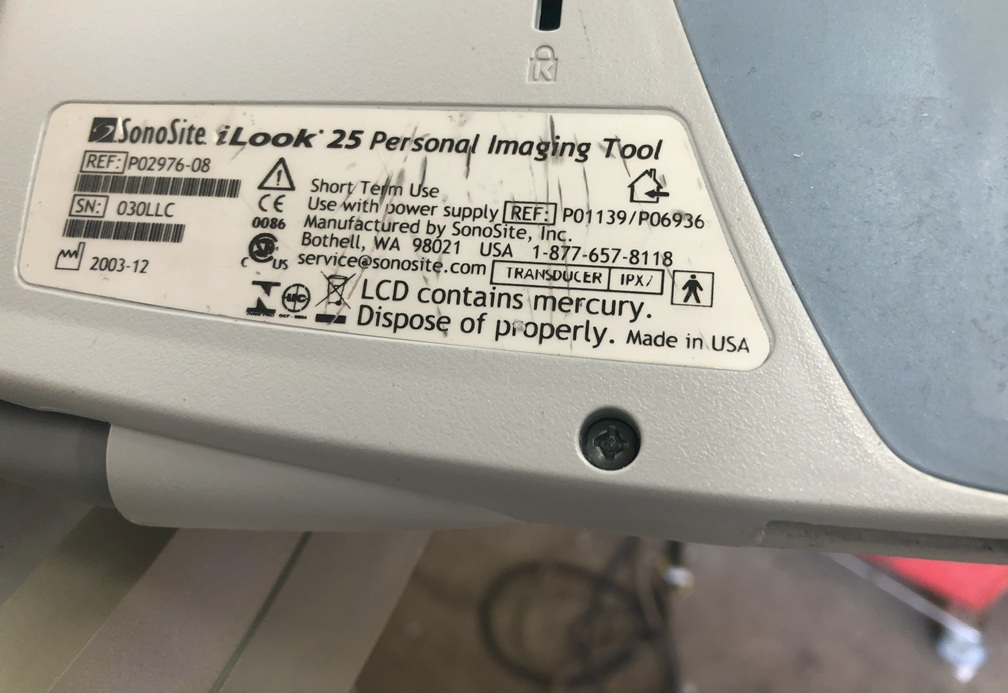 SonoSite iLook 25 Personal Imaging Tool
REF: P02976-08
SN: 030LLC
2003-12
Short Term Use
Use with power supply REF: P01139/P06936
CE
0086
Manufactured by SonoSite, Inc.
Bothell, WA 98021 USA 1-877-657-8118
C US
service@sonosite.com
TRANSDUCER IPX7
LCD contains mercury.
Dispose of properly. Made in USA
K